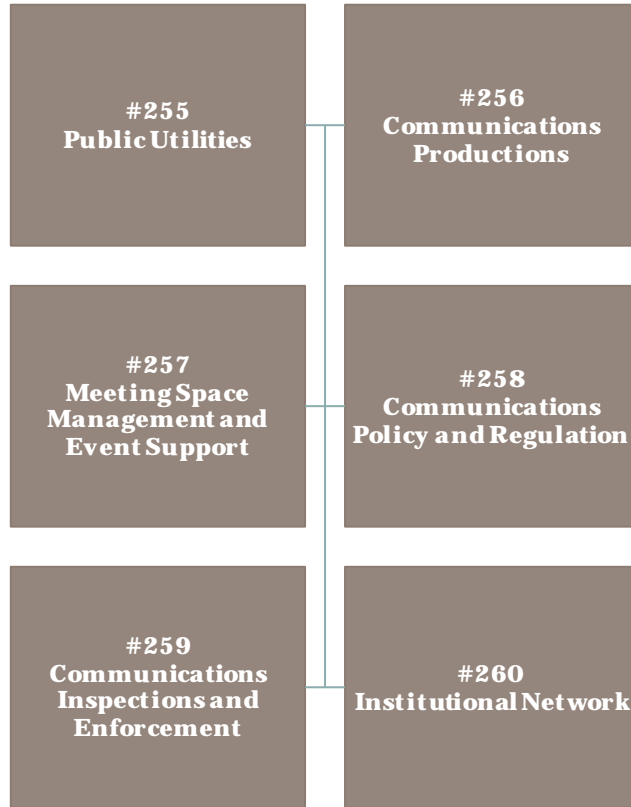 #255
Public Utilities
#256
Communications
Productions
#257
Meeting Space
Management and
Event Support
#258
Communications
Policy and Regulation
#259
Communications
Inspections and
Enforcement
#260
Institutional Network